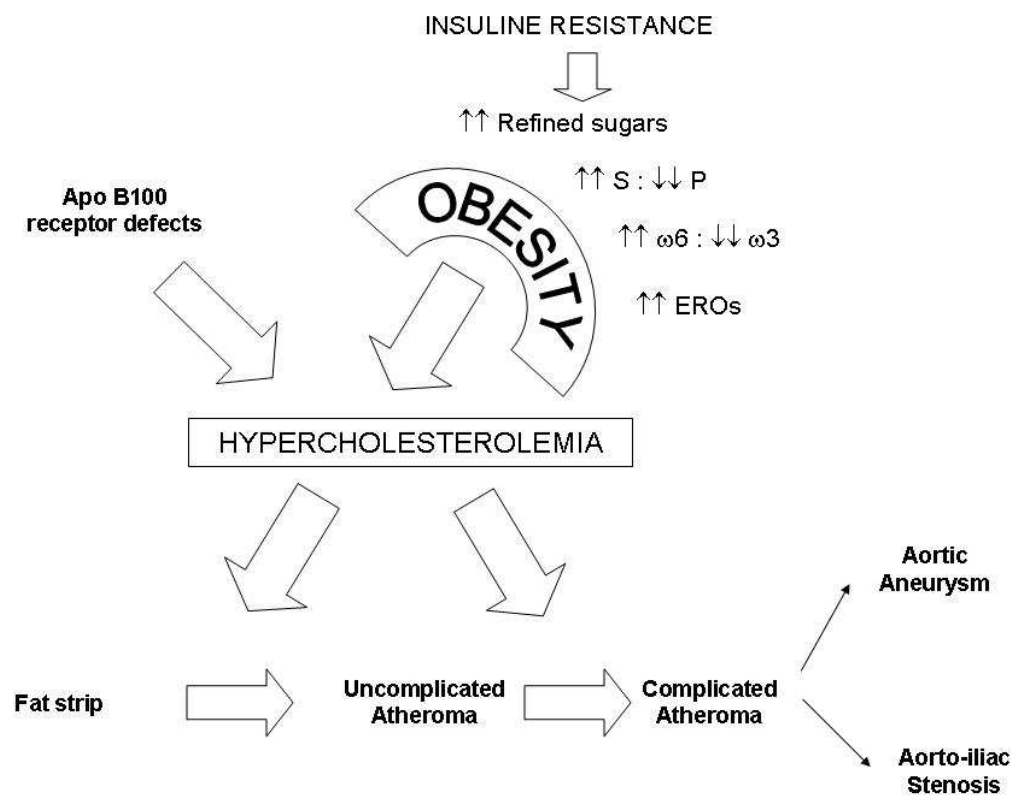 INSULINE RESISTANCE
↑↑ Refined sugars
↑↑ S : ↓↓ P
↑↑ ω6 : ↓↓ ω3
↑↑ EROs
OBESITY
Apo B100
receptor defects
HYPERCHOLESTEROLEMIA
Fat strip
Uncomplicated
Atheroma
Complicated
Atheroma
Aortic
Aneurysm
Aorto-iliac
Stenosis